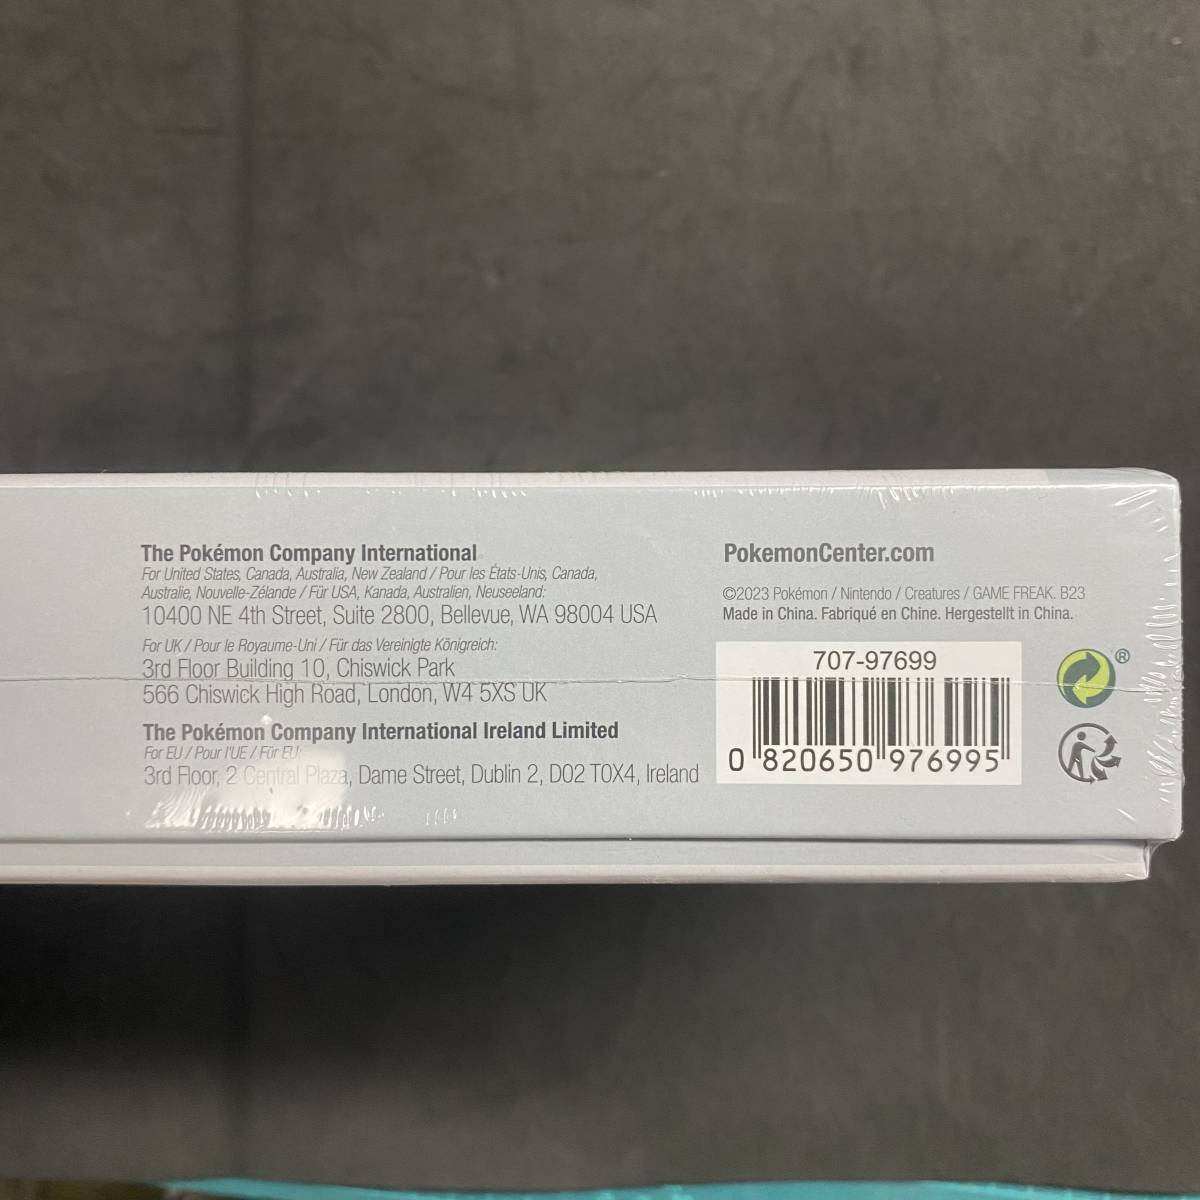 The Pokémon Company International
For United States, Canada, Australia, New Zealand / Pour les États-Unis, Canada,
Australie, Nouvelle-Zélande / Für USA, Kanada, Australien, Neuseeland:
10400 NE 4th Street, Suite 2800, Bellevue, WA 98004 USA
For UK / Pour le Royaume-Uni / Für das Vereinigte Königreich:
3rd Floor Building 10, Chiswick Park
566 Chiswick High Road, London, W4 5XS UK
The Pokémon Company International Ireland Limited
For EU / Pour l'UE / Für EU:
3rd Floor, 2 Central Plaza, Dame Street, Dublin 2, D02 T0X4, Ireland
PokemonCenter.com
©2023 Pokémon / Nintendo / Creatures / GAME FREAK. B23
Made in China. Fabriqué en Chine. Hergestellt in China.
707-97699
0 820650 976995
®